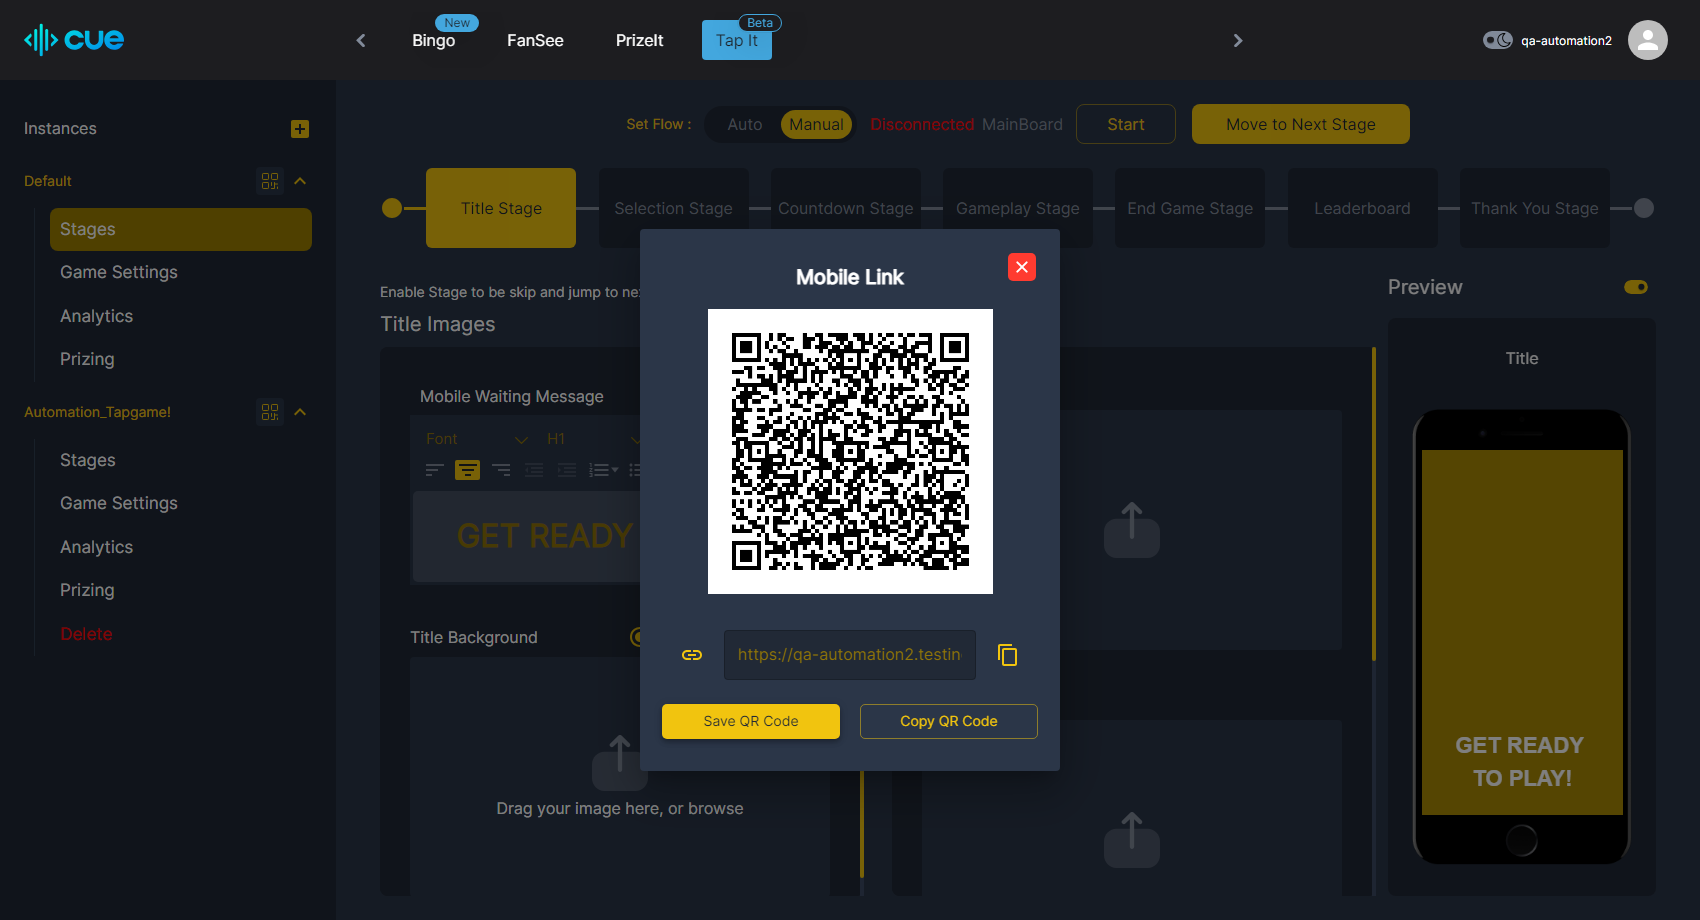 cue
New
Beta
Bingo
FanSee
PrizeIt
Tap It
qa-automation2
Instances
Set Flow :
Auto
Manual
Disconnected MainBoard
Start
Move to Next Stage
Default
Stages
Game Settings
Analytics
Prizing
Automation_Tapgame!
Stages
Game Settings
Analytics
Prizing
Delete
Title Stage
Selection Stage
Countdown Stage
Gameplay Stage
End Game Stage
Leaderboard
Thank You Stage
Enable Stage to be skip and jump to ne
Title Images
Mobile Waiting Message
Font
H1
GET READY
Title Background
Drag your image here, or browse
Mobile Link
https://qa-automation2.testin
Save QR Code
Copy QR Code
Preview
Title
GET READY
TO PLAY!